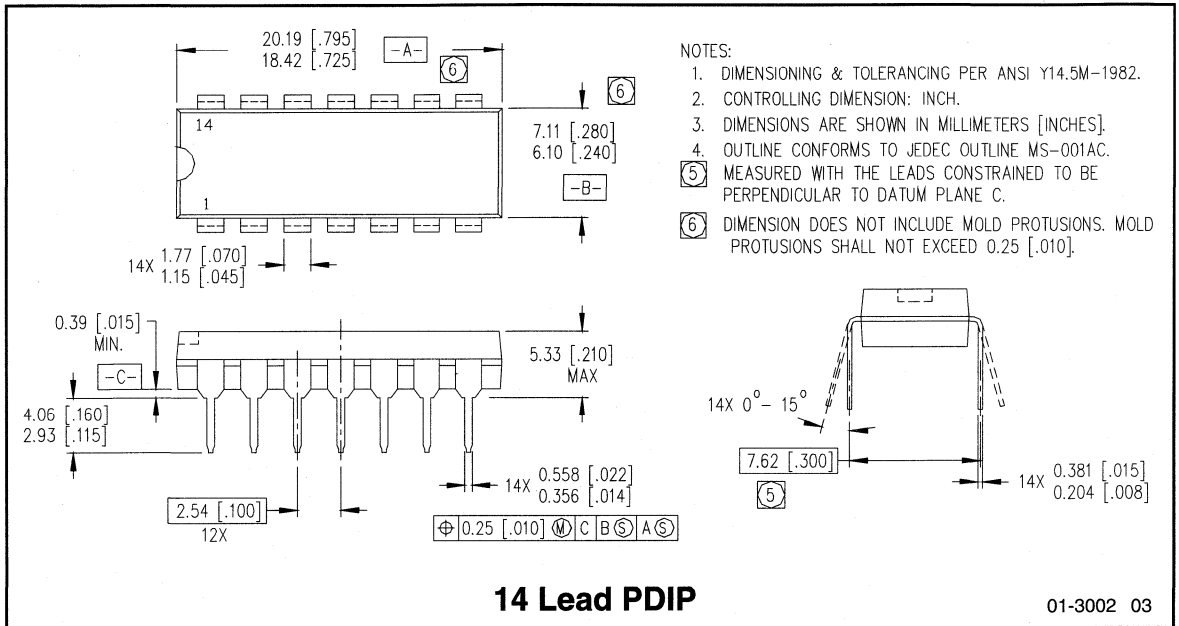 20.19 [.795]
18.42 [.725]
-A-
6
6
14
1
7.11 [.280]
6.10 [.240]
-B-
14X 1.77 [.070]
1.15 [.045]
NOTES:
1. DIMENSIONING & TOLERANCING PER ANSI Y14.5M-1982.
2. CONTROLLING DIMENSION: INCH.
3. DIMENSIONS ARE SHOWN IN MILLIMETERS [INCHES].
4. OUTLINE CONFORMS TO JEDEC OUTLINE MS-001AC.
5 MEASURED WITH THE LEADS CONSTRAINED TO BE
PERPENDICULAR TO DATUM PLANE C.
6 DIMENSION DOES NOT INCLUDE MOLD PROTUSIONS. MOLD
PROTUSIONS SHALL NOT EXCEED 0.25 [.010].
0.39 [.015]
MIN.
-C-
4.06 [.160]
2.93 [.115]
5.33 [.210]
MAX
2.54 [.100]
12X
14X 0.558 [.022]
0.356 [.014]
⌖ 0.25 [.010] Ⓜ C B Ⓢ A Ⓢ
14X 0° - 15°
7.62 [.300]
5
14X 0.381 [.015]
0.204 [.008]
14 Lead PDIP
01-3002 03